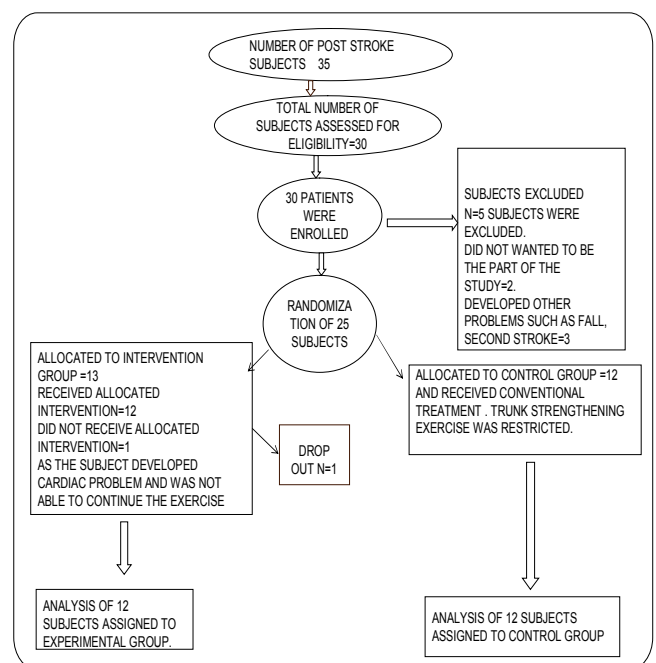 NUMBER OF POST STROKE
SUBJECTS 35
TOTAL NUMBER OF
SUBJECTS ASSESSED FOR
ELIGIBILITY=30
30 PATIENTS
WERE
ENROLLED
SUBJECTS EXCLUDED
N=5 SUBJECTS WERE
EXCLUDED.
DID NOT WANTED TO BE
THE PART OF THE
STUDY=2.
DEVELOPED OTHER
PROBLEMS SUCH AS FALL,
SECOND STROKE=3
RANDOMIZA
TION OF 25
SUBJECTS
ALLOCATED TO INTERVENTION
GROUP =13
RECEIVED ALLOCATED
INTERVENTION=12
DID NOT RECEIVE ALLOCATED
INTERVENTION=1
AS THE SUBJECT DEVELOPED
CARDIAC PROBLEM AND WAS NOT
ABLE TO CONTINUE THE EXERCISE
DROP
OUT N=1
ALLOCATED TO CONTROL GROUP =12
AND RECEIVED CONVENTIONAL
TREATMENT . TRUNK STRENGTHENING
EXERCISE WAS RESTRICTED.
ANALYSIS OF 12
SUBJECTS ASSIGNED TO
EXPERIMENTAL GROUP.
ANALYSIS OF 12 SUBJECTS
ASSIGNED TO CONTROL GROUP